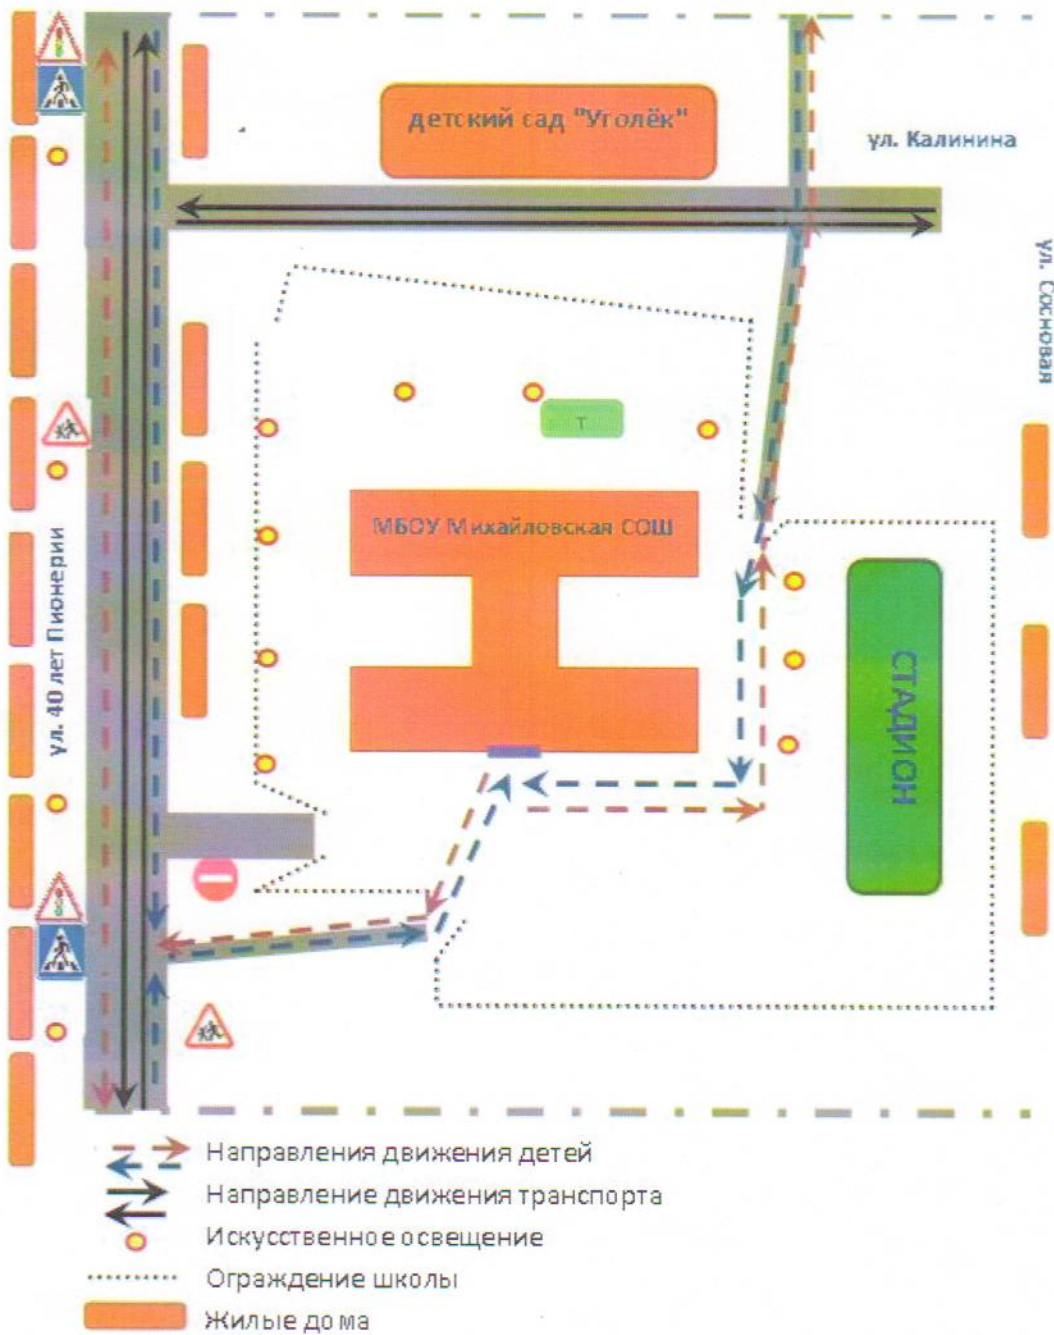 детский сад "Уголёк"
ул. Калинина
ул. Сосновая
Т
МБОУ Михайловская СОШ
ул. 40 лет Пионерии
СТАДИОН
Направления движения детей
Направление движения транспорта
Искусственное освещение
Ограждение школы
Жилые дома